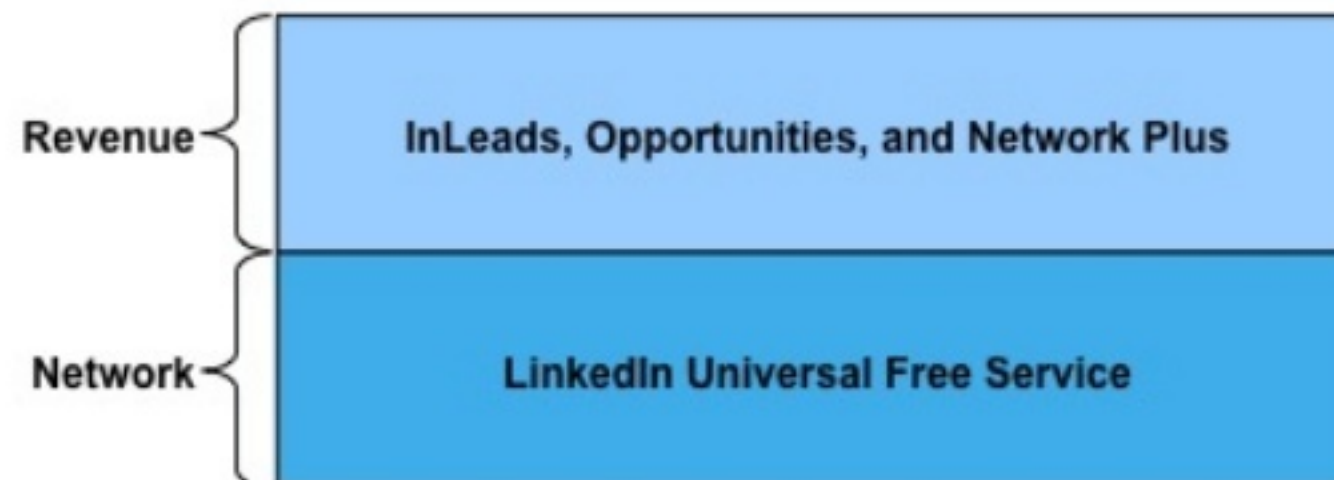 Revenue
InLeads, Opportunities, and Network Plus
Network
LinkedIn Universal Free Service